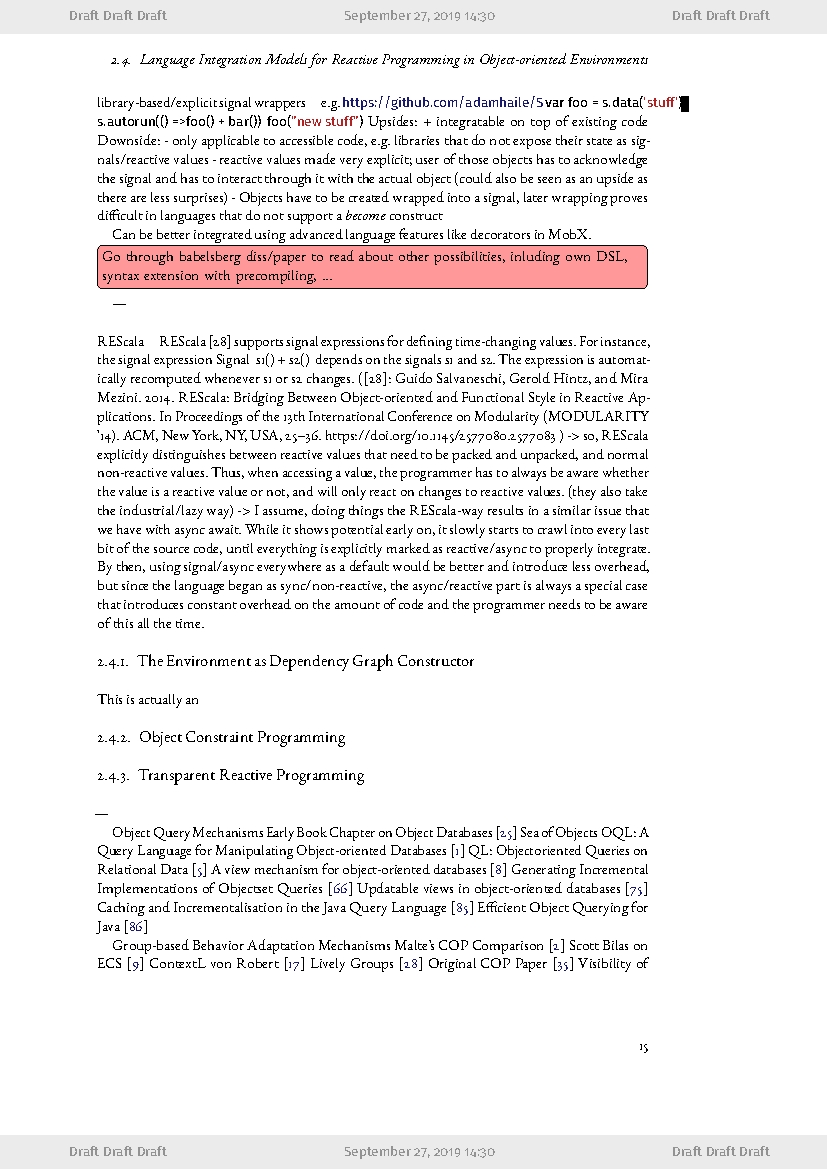 Draft Draft Draft September 27, 2019 14:30 Draft Draft Draft
2.4. Language Integration Models for Reactive Programming in Object-oriented Environments
library-based/explicit signal wrappers e.g. https://github.com/adamhaile/S var foo = s.data('stuff')
s.autorun(() =>foo() + bar()) foo("new stuff") Upsides: + integratable on top of existing code
Downside: - only applicable to accessible code, e.g. libraries that do not expose their state as sig-
nals/reactive values - reactive values made very explicit; user of those objects has to acknowledge
the signal and has to interact through it with the actual object (could also be seen as an upside as
there are less surprises) - Objects have to be created wrapped into a signal, later wrapping proves
difficult in languages that do not support a become construct
Can be better integrated using advanced language features like decorators in MobX.
Go through babelsberg diss/paper to read about other possibilities, inluding own DSL,
syntax extension with precompiling, ...
—
REScala REScala [28] supports signal expressions for defining time-changing values. For instance,
the signal expression Signal s1() + s2() depends on the signals s1 and s2. The expression is automat-
ically recomputed whenever s1 or s2 changes. ([28]: Guido Salvaneschi, Gerold Hintz, and Mira
Mezini. 2014. REScala: Bridging Between Object-oriented and Functional Style in Reactive Ap-
plications. In Proceedings of the 13th International Conference on Modularity (MODULARITY
'14). ACM, New York, NY, USA, 25–36. https://doi.org/10.1145/2577080.2577083 ) -> so, REScala
explicitly distinguishes between reactive values that need to be packed and unpacked, and normal
non-reactive values. Thus, when accessing a value, the programmer has to always be aware whether
the value is a reactive value or not, and will only react on changes to reactive values. (they also take
the industrial/lazy way) -> I assume, doing things the REScala-way results in a similar issue that
we have with async await. While it shows potential early on, it slowly starts to crawl into every last
bit of the source code, until everything is explicitly marked as reactive/async to properly integrate.
By then, using signal/async everywhere as a default would be better and introduce less overhead,
but since the language began as sync/non-reactive, the async/reactive part is always a special case
that introduces constant overhead on the amount of code and the programmer needs to be aware
of this all the time.
2.4.1. The Environment as Dependency Graph Constructor
This is actually an
2.4.2. Object Constraint Programming
2.4.3. Transparent Reactive Programming
—
Object Query Mechanisms Early Book Chapter on Object Databases [25] Sea of Objects OQL: A
Query Language for Manipulating Object-oriented Databases [1] QL: Objectoriented Queries on
Relational Data [5] A view mechanism for object-oriented databases [8] Generating Incremental
Implementations of Objectset Queries [66] Updatable views in object-oriented databases [75]
Caching and Incrementalisation in the Java Query Language [85] Efficient Object Querying for
Java [86]
Group-based Behavior Adaptation Mechanisms Malte's COP Comparison [2] Scott Bilas on
ECS [9] ContextL von Robert [17] Lively Groups [28] Original COP Paper [35] Visibility of
15
Draft Draft Draft September 27, 2019 14:30 Draft Draft Draft